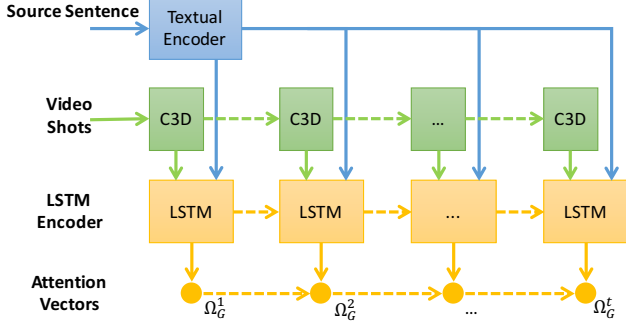 Source Sentence
Textual
Encoder
Video
Shots
C3D
C3D
...
C3D
LSTM
Encoder
LSTM
LSTM
...
LSTM
Attention
Vectors
Ω_G^1
Ω_G^2
...
Ω_G^t